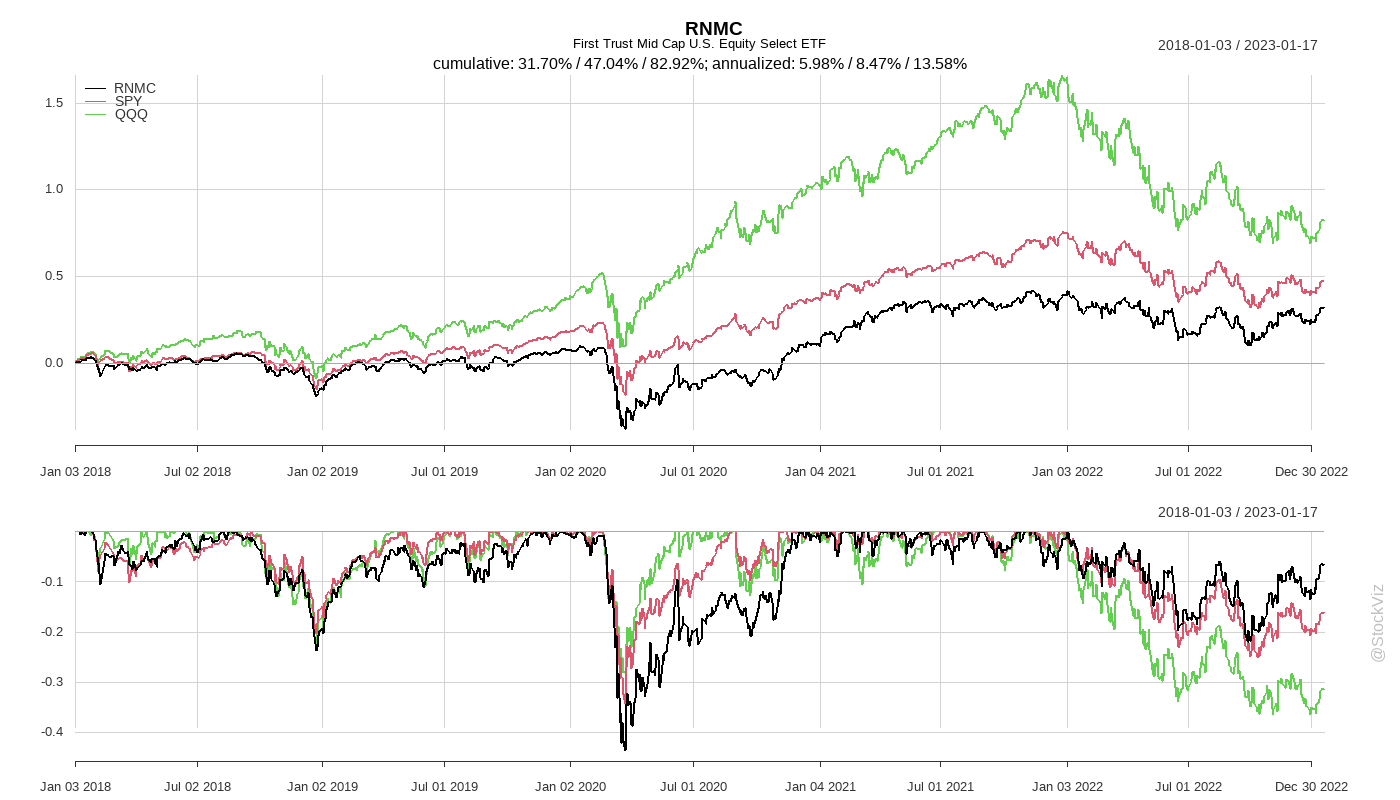 RNMC
First Trust Mid Cap U.S. Equity Select ETF
2018-01-03 / 2023-01-17
cumulative: 31.70% / 47.04% / 82.92%; annualized: 5.98% / 8.47% / 13.58%
RNMC
SPY
QQQ
1.5
1.0
0.5
0.0
Jan 03 2018 Jul 02 2018 Jan 02 2019 Jul 01 2019 Jan 02 2020 Jul 01 2020 Jan 04 2021 Jul 01 2021 Jan 03 2022 Jul 01 2022 Dec 30 2022
2018-01-03 / 2023-01-17
-0.1
-0.2
-0.3
-0.4
Jan 03 2018 Jul 02 2018 Jan 02 2019 Jul 01 2019 Jan 02 2020 Jul 01 2020 Jan 04 2021 Jul 01 2021 Jan 03 2022 Jul 01 2022 Dec 30 2022
@StockViz